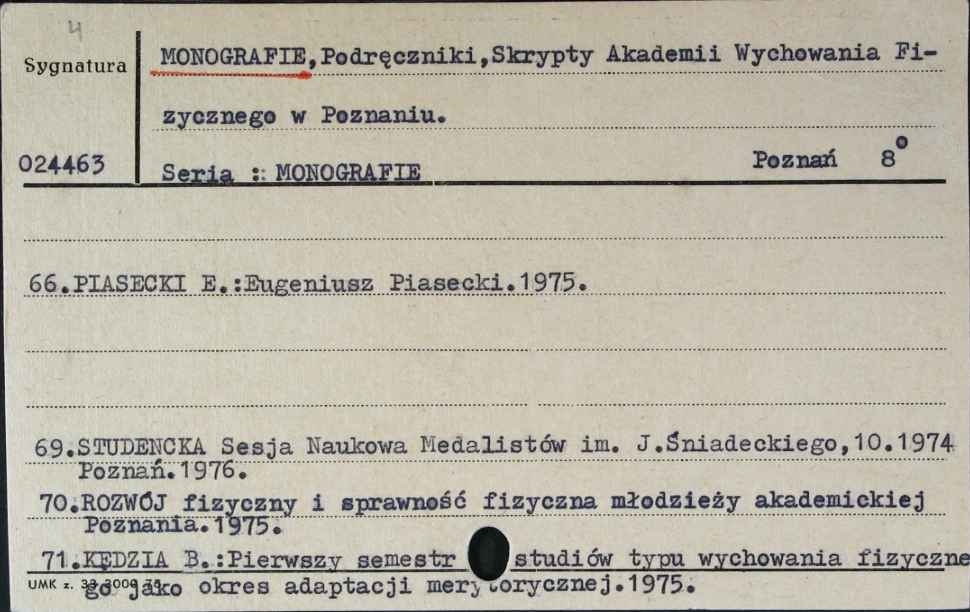 4
Sygnatura
MONOGRAFIE,Podręczniki,Skrypty Akademii Wychowania Fi-
zycznego w Poznaniu.
024463
Seria :: MONOGRAFIE Poznań 8°
66.PIASECKI E.:Eugeniusz Piasecki.1975.
69.STUDENCKA Sesja Naukowa Medalistów im. J.Śniadeckiego,10.1974
Poznań.1976.
70.ROZWÓJ fizyczny i sprawność fizyczna młodzieży akademickiej
Poznania.1975.
71.KĘDZIA B.:Pierwszy semestr studiów typu wychowania fizyczne
UMK z.
go jako okres adaptacji merytorycznej.1975.